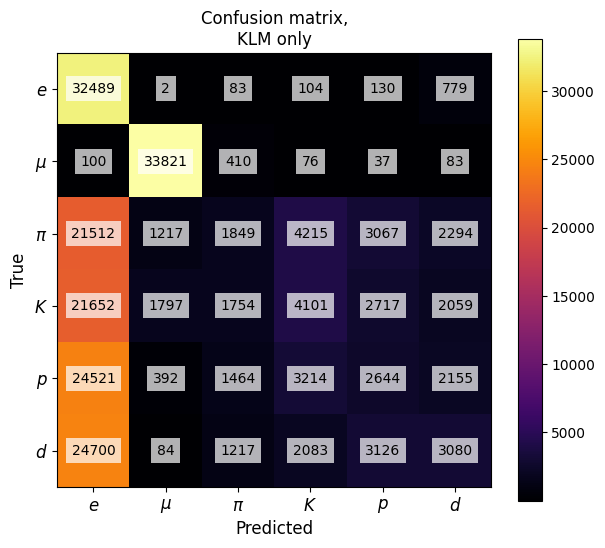 Confusion matrix,
KLM only
e 32489 2 83 104 130 779
μ 100 33821 410 76 37 83
π 21512 1217 1849 4215 3067 2294
K 21652 1797 1754 4101 2717 2059
p 24521 392 1464 3214 2644 2155
d 24700 84 1217 2083 3126 3080
e μ π K p d
Predicted
True
30000
25000
20000
15000
10000
5000